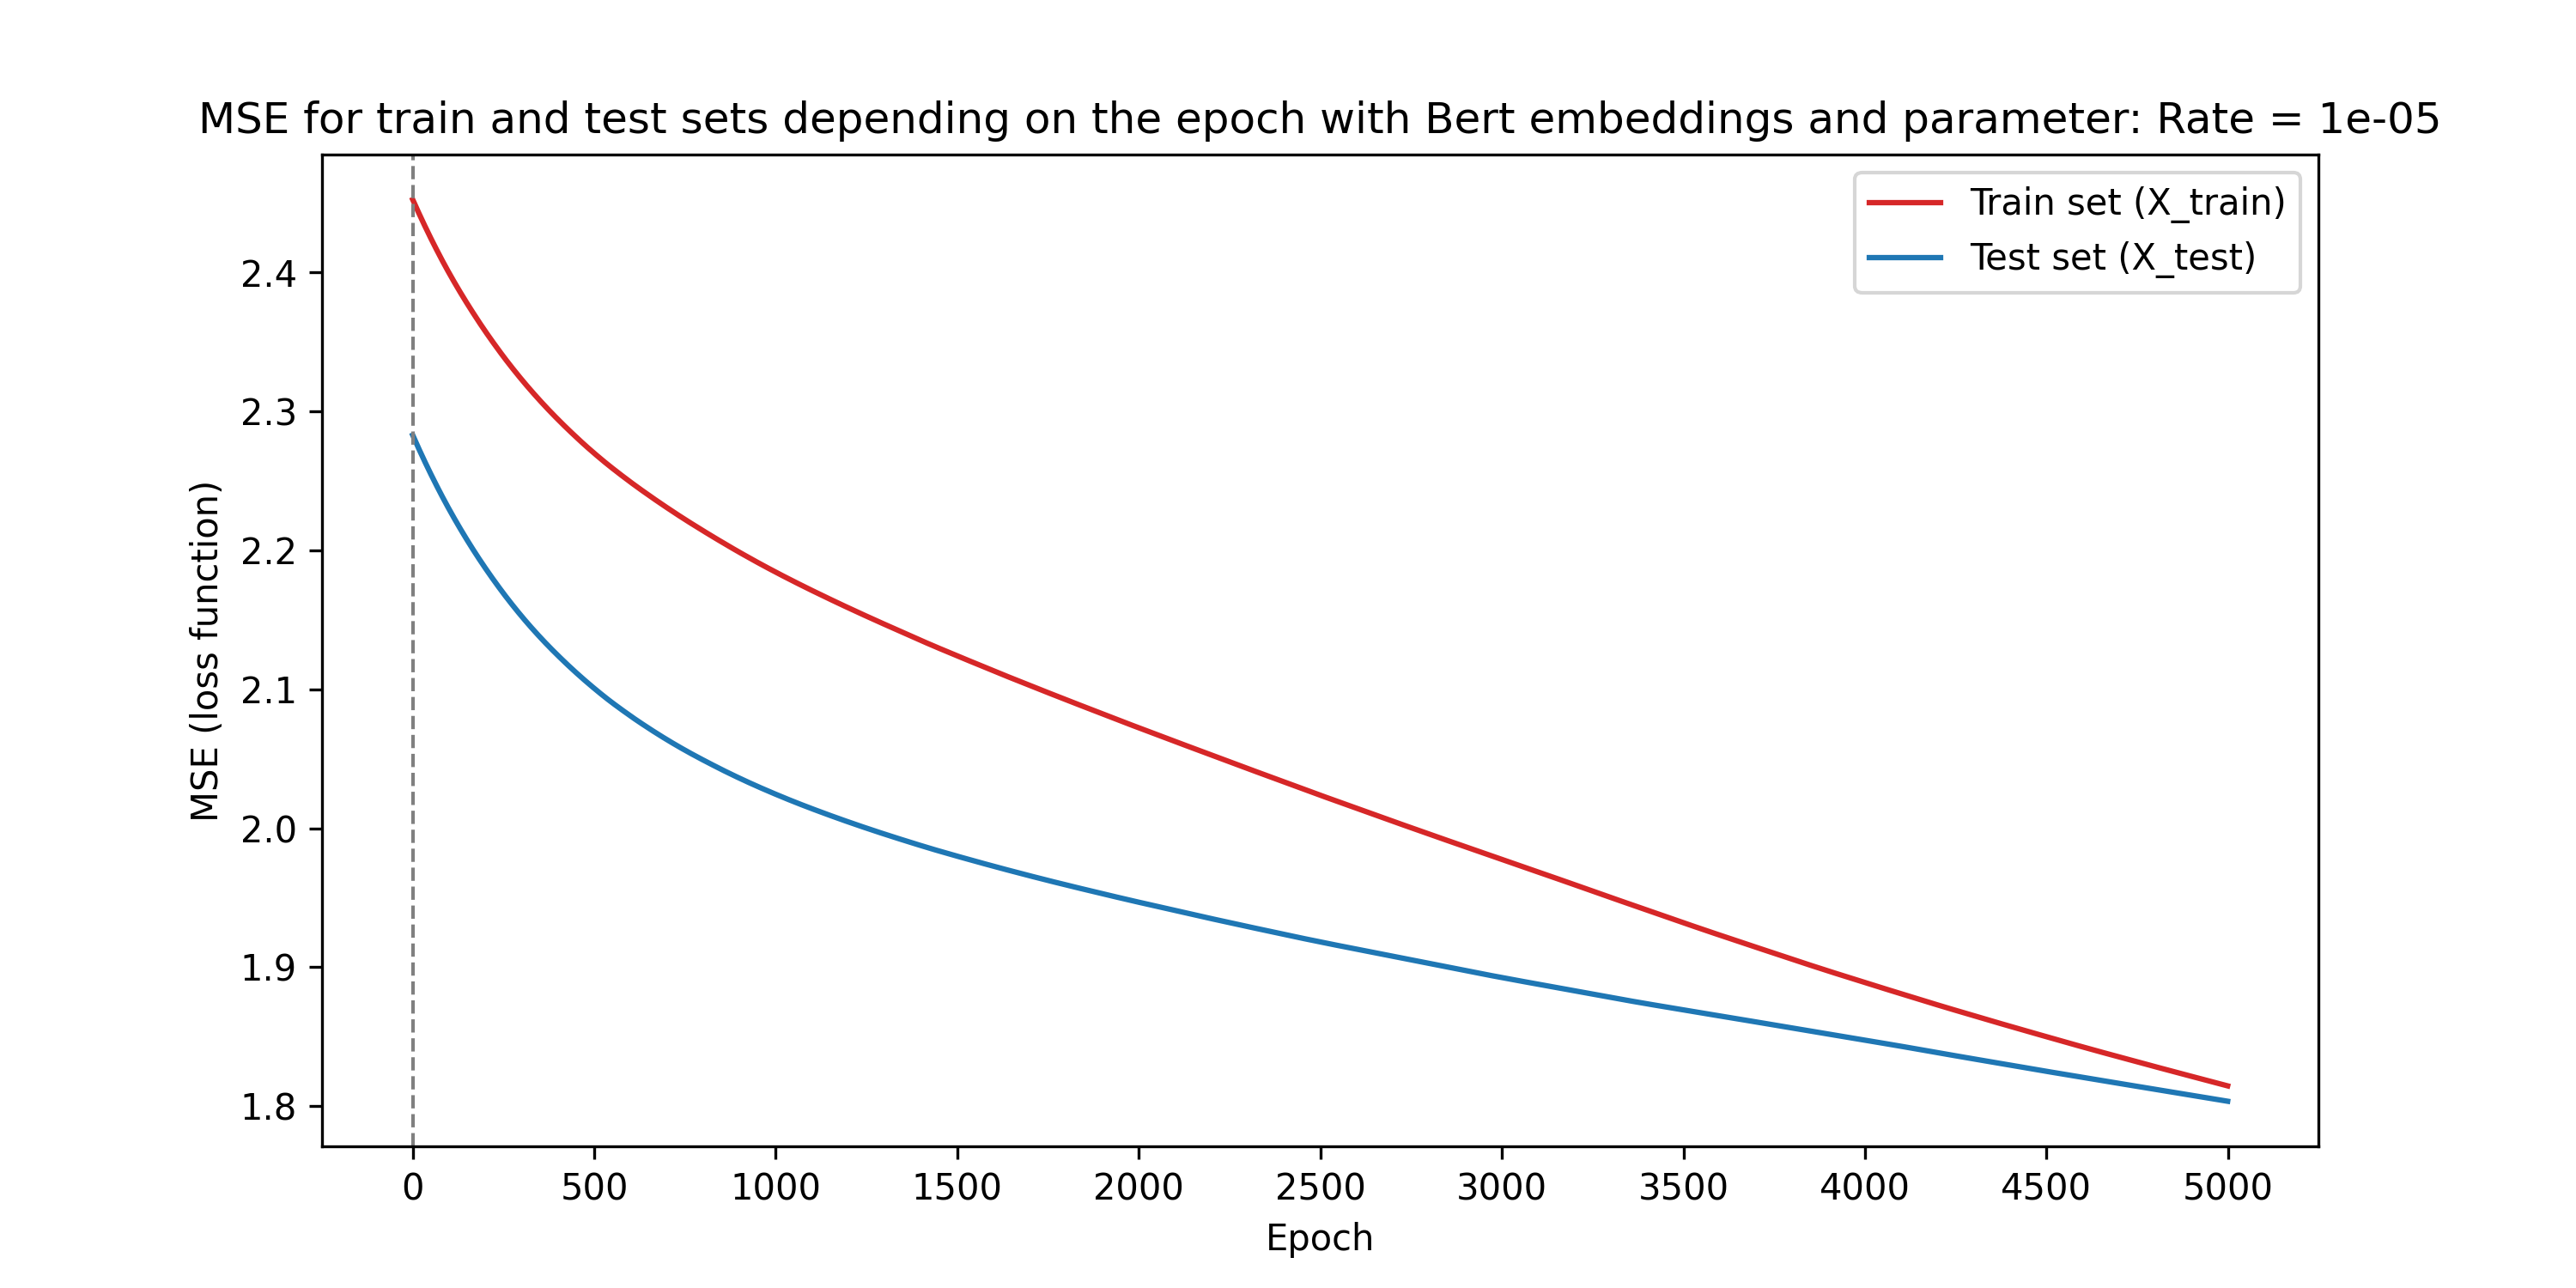 MSE for train and test sets depending on the epoch with Bert embeddings and parameter: Rate = 1e-05
Train set (X_train)
Test set (X_test)
MSE (loss function)
2.4
2.3
2.2
2.1
2.0
1.9
1.8
0 500 1000 1500 2000 2500 3000 3500 4000 4500 5000
Epoch